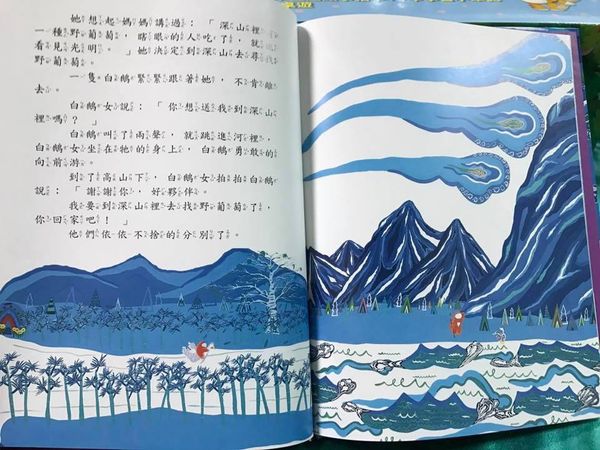 她想起媽媽講過：「深山裡有
一種野葡萄，瞎眼的人吃了，就能
看見光明。」她決定到深山去尋找
野葡萄。
一隻白鵝緊緊跟著她，不肯離
去。
白鵝女說：「你想送我到深山
裡嗎？」
白鵝叫了兩聲，就跳進河裡，
白鵝女坐在牠的身上，白鵝勇敢的
向前游。
到了高山下，白鵝女拍拍白鵝
說：「謝謝你，好夥伴。
我要到深山裡去找野葡萄了，
你回家吧！」
他們依依不捨的分別了。